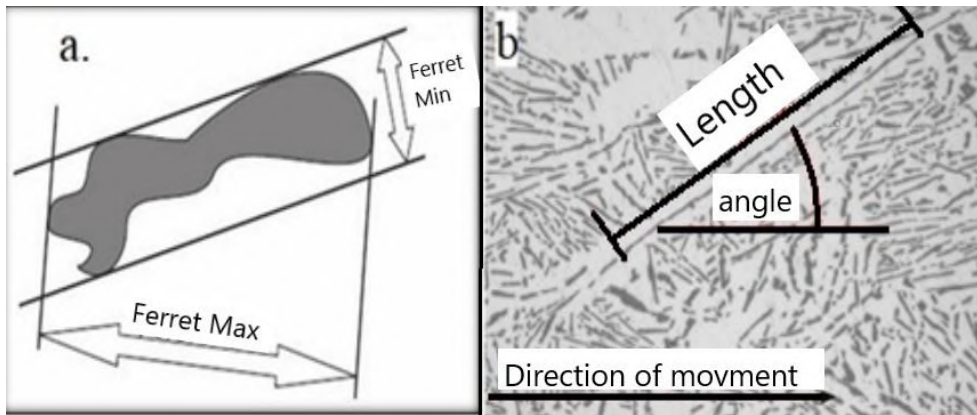 a.
Ferret
Min
Ferret Max
b
Length
angle
Direction of movment